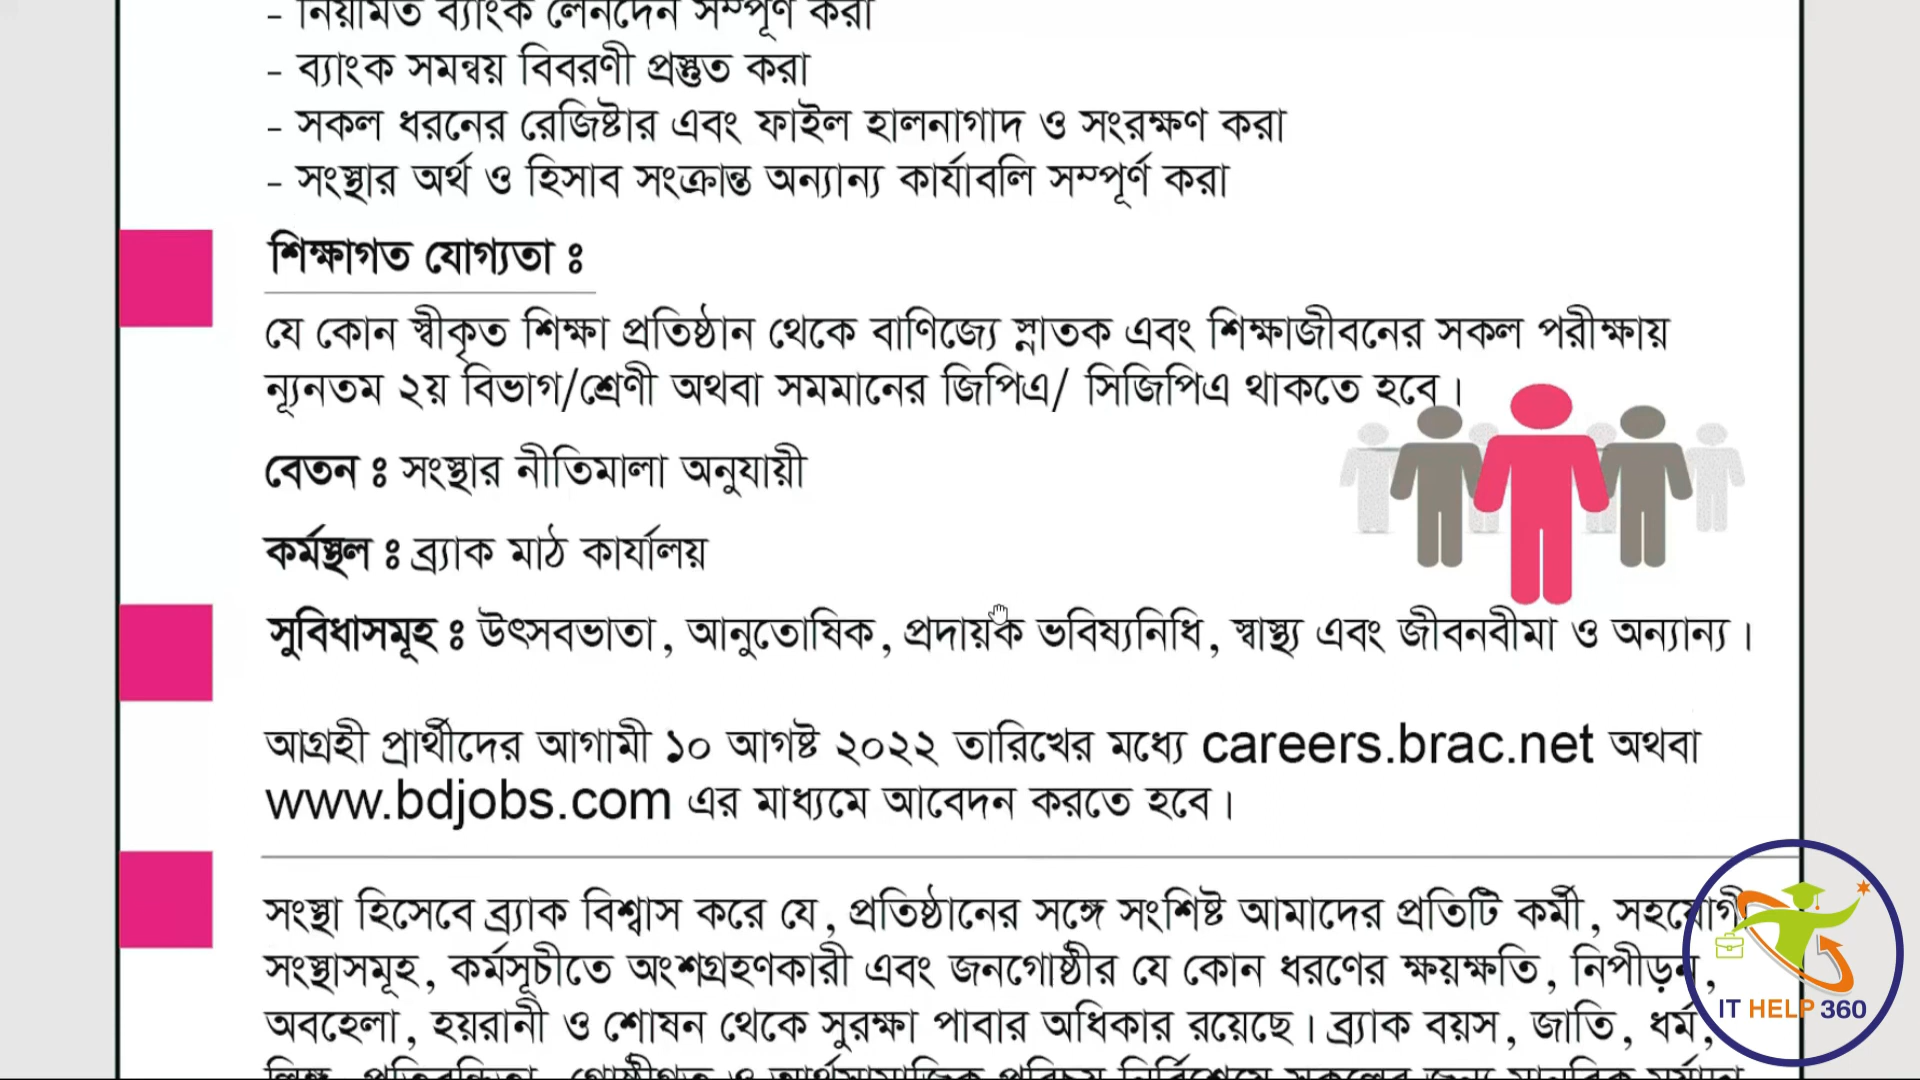 - নিয়মিত ব্যাংক লেনদেন সম্পূর্ণ করা
- ব্যাংক সমন্বয় বিবরণী প্রস্তুত করা
- সকল ধরনের রেজিষ্টার এবং ফাইল হালনাগাদ ও সংরক্ষণ করা
- সংস্থার অর্থ ও হিসাব সংক্রান্ত অন্যান্য কার্যাবলি সম্পূর্ণ করা
শিক্ষাগত যোগ্যতা ঃ
যে কোন স্বীকৃত শিক্ষা প্রতিষ্ঠান থেকে বাণিজ্যে স্নাতক এবং শিক্ষাজীবনের সকল পরীক্ষায়
ন্যূনতম ২য় বিভাগ/শ্রেণী অথবা সমমানের জিপিএ/ সিজিপিএ থাকতে হবে।
বেতন ঃ সংস্থার নীতিমালা অনুযায়ী
কর্মস্থল ঃ ব্র্যাক মাঠ কার্যালয়
সুবিধাসমূহ ঃ উৎসবভাতা, আনুতোষিক, প্রদায়ক ভবিষ্যনিধি, স্বাস্থ্য এবং জীবনবীমা ও অন্যান্য।
আগ্রহী প্রার্থীদের আগামী ১০ আগষ্ট ২০২২ তারিখের মধ্যে careers.brac.net অথবা
www.bdjobs.com এর মাধ্যমে আবেদন করতে হবে।
সংস্থা হিসেবে ব্র্যাক বিশ্বাস করে যে, প্রতিষ্ঠানের সঙ্গে সংশিষ্ট আমাদের প্রতিটি কর্মী, সহযোগী
সংস্থাসমূহ, কর্মসূচীতে অংশগ্রহণকারী এবং জনগোষ্ঠীর যে কোন ধরণের ক্ষয়ক্ষতি, নিপীড়ন,
অবহেলা, হয়রানী ও শোষন থেকে সুরক্ষা পাবার অধিকার রয়েছে। ব্র্যাক বয়স, জাতি, ধর্ম,
IT HELP 360